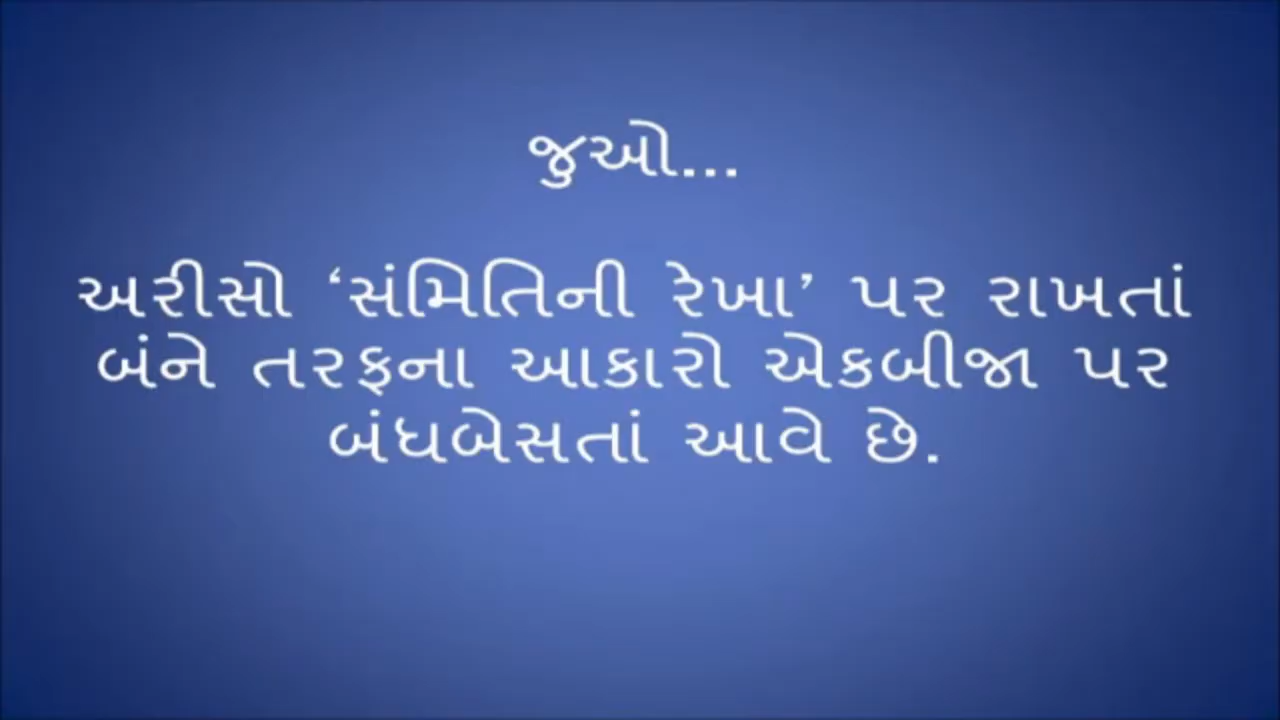 જુઓ...
અરીસો ‘સંમિતિની રેખા’ પર રાખતાં
બંને તરફના આકારો એકબીજા પર
બંધબેસતાં આવે છે.